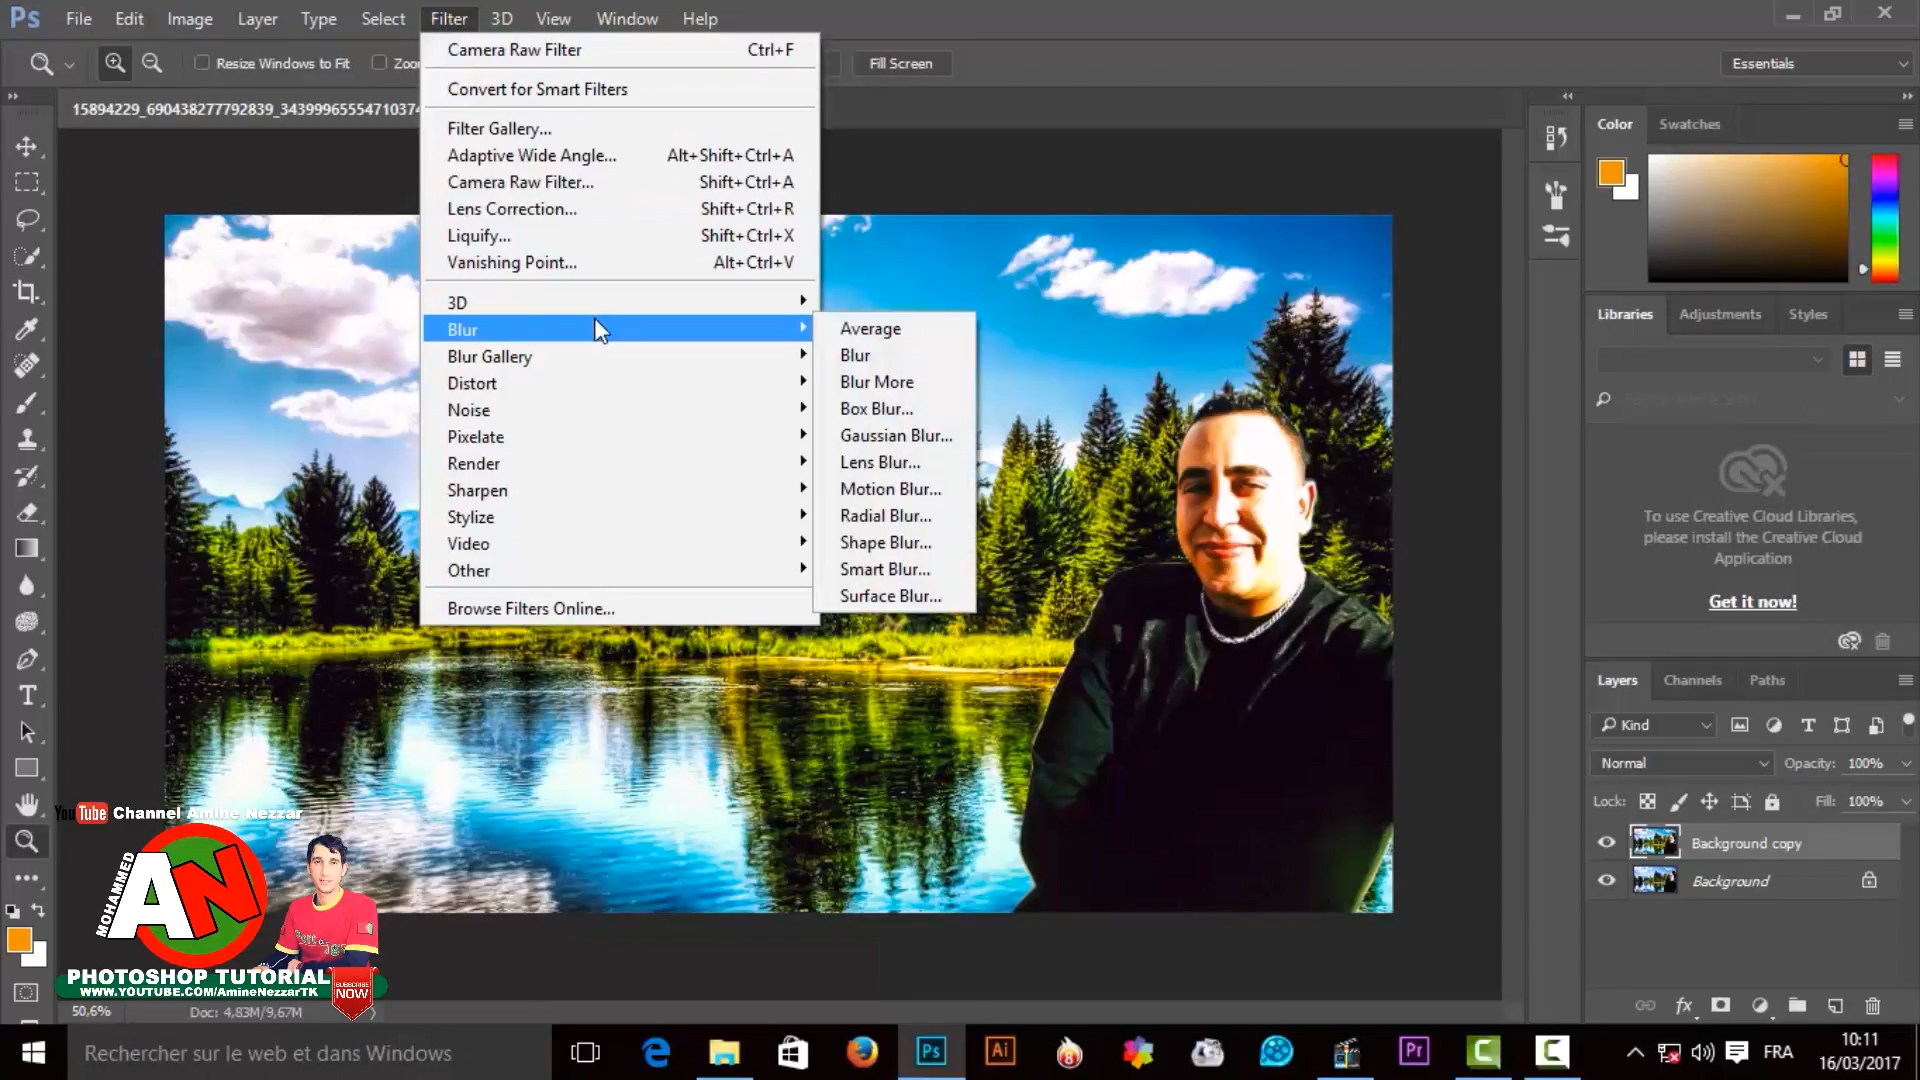 Ps File Edit Image Layer Type Select Filter 3D View Window Help
Resize Windows to Fit
Fill Screen
Essentials
15894229_690438277792839_3439996555471037
Camera Raw Filter Ctrl+F
Convert for Smart Filters
Filter Gallery...
Adaptive Wide Angle... Alt+Shift+Ctrl+A
Camera Raw Filter... Shift+Ctrl+A
Lens Correction... Shift+Ctrl+R
Liquify... Shift+Ctrl+X
Vanishing Point... Alt+Ctrl+V
3D
Blur
Blur Gallery
Distort
Noise
Pixelate
Render
Sharpen
Stylize
Video
Other
Browse Filters Online...
Average
Blur
Blur More
Box Blur...
Gaussian Blur...
Lens Blur...
Motion Blur...
Radial Blur...
Shape Blur...
Smart Blur...
Surface Blur...
Color Swatches
Libraries Adjustments Styles
To use Creative Cloud Libraries,
please install the Creative Cloud
Application
Get it now!
Layers Channels Paths
Kind
Normal Opacity: 100%
Lock: Fill: 100%
Background copy
Background
YouTube Channel Amine Nezzar
MOHAMMED
AN
PHOTOSHOP TUTORIAL
WWW.YOUTUBE.COM/AmineNezzarTK
SUBSCRIBE
NOW
50,6% Doc: 4,83M/9,67M
Rechercher sur le web et dans Windows
Ps Ai 8 Pr C C
FRA
10:11
16/03/2017